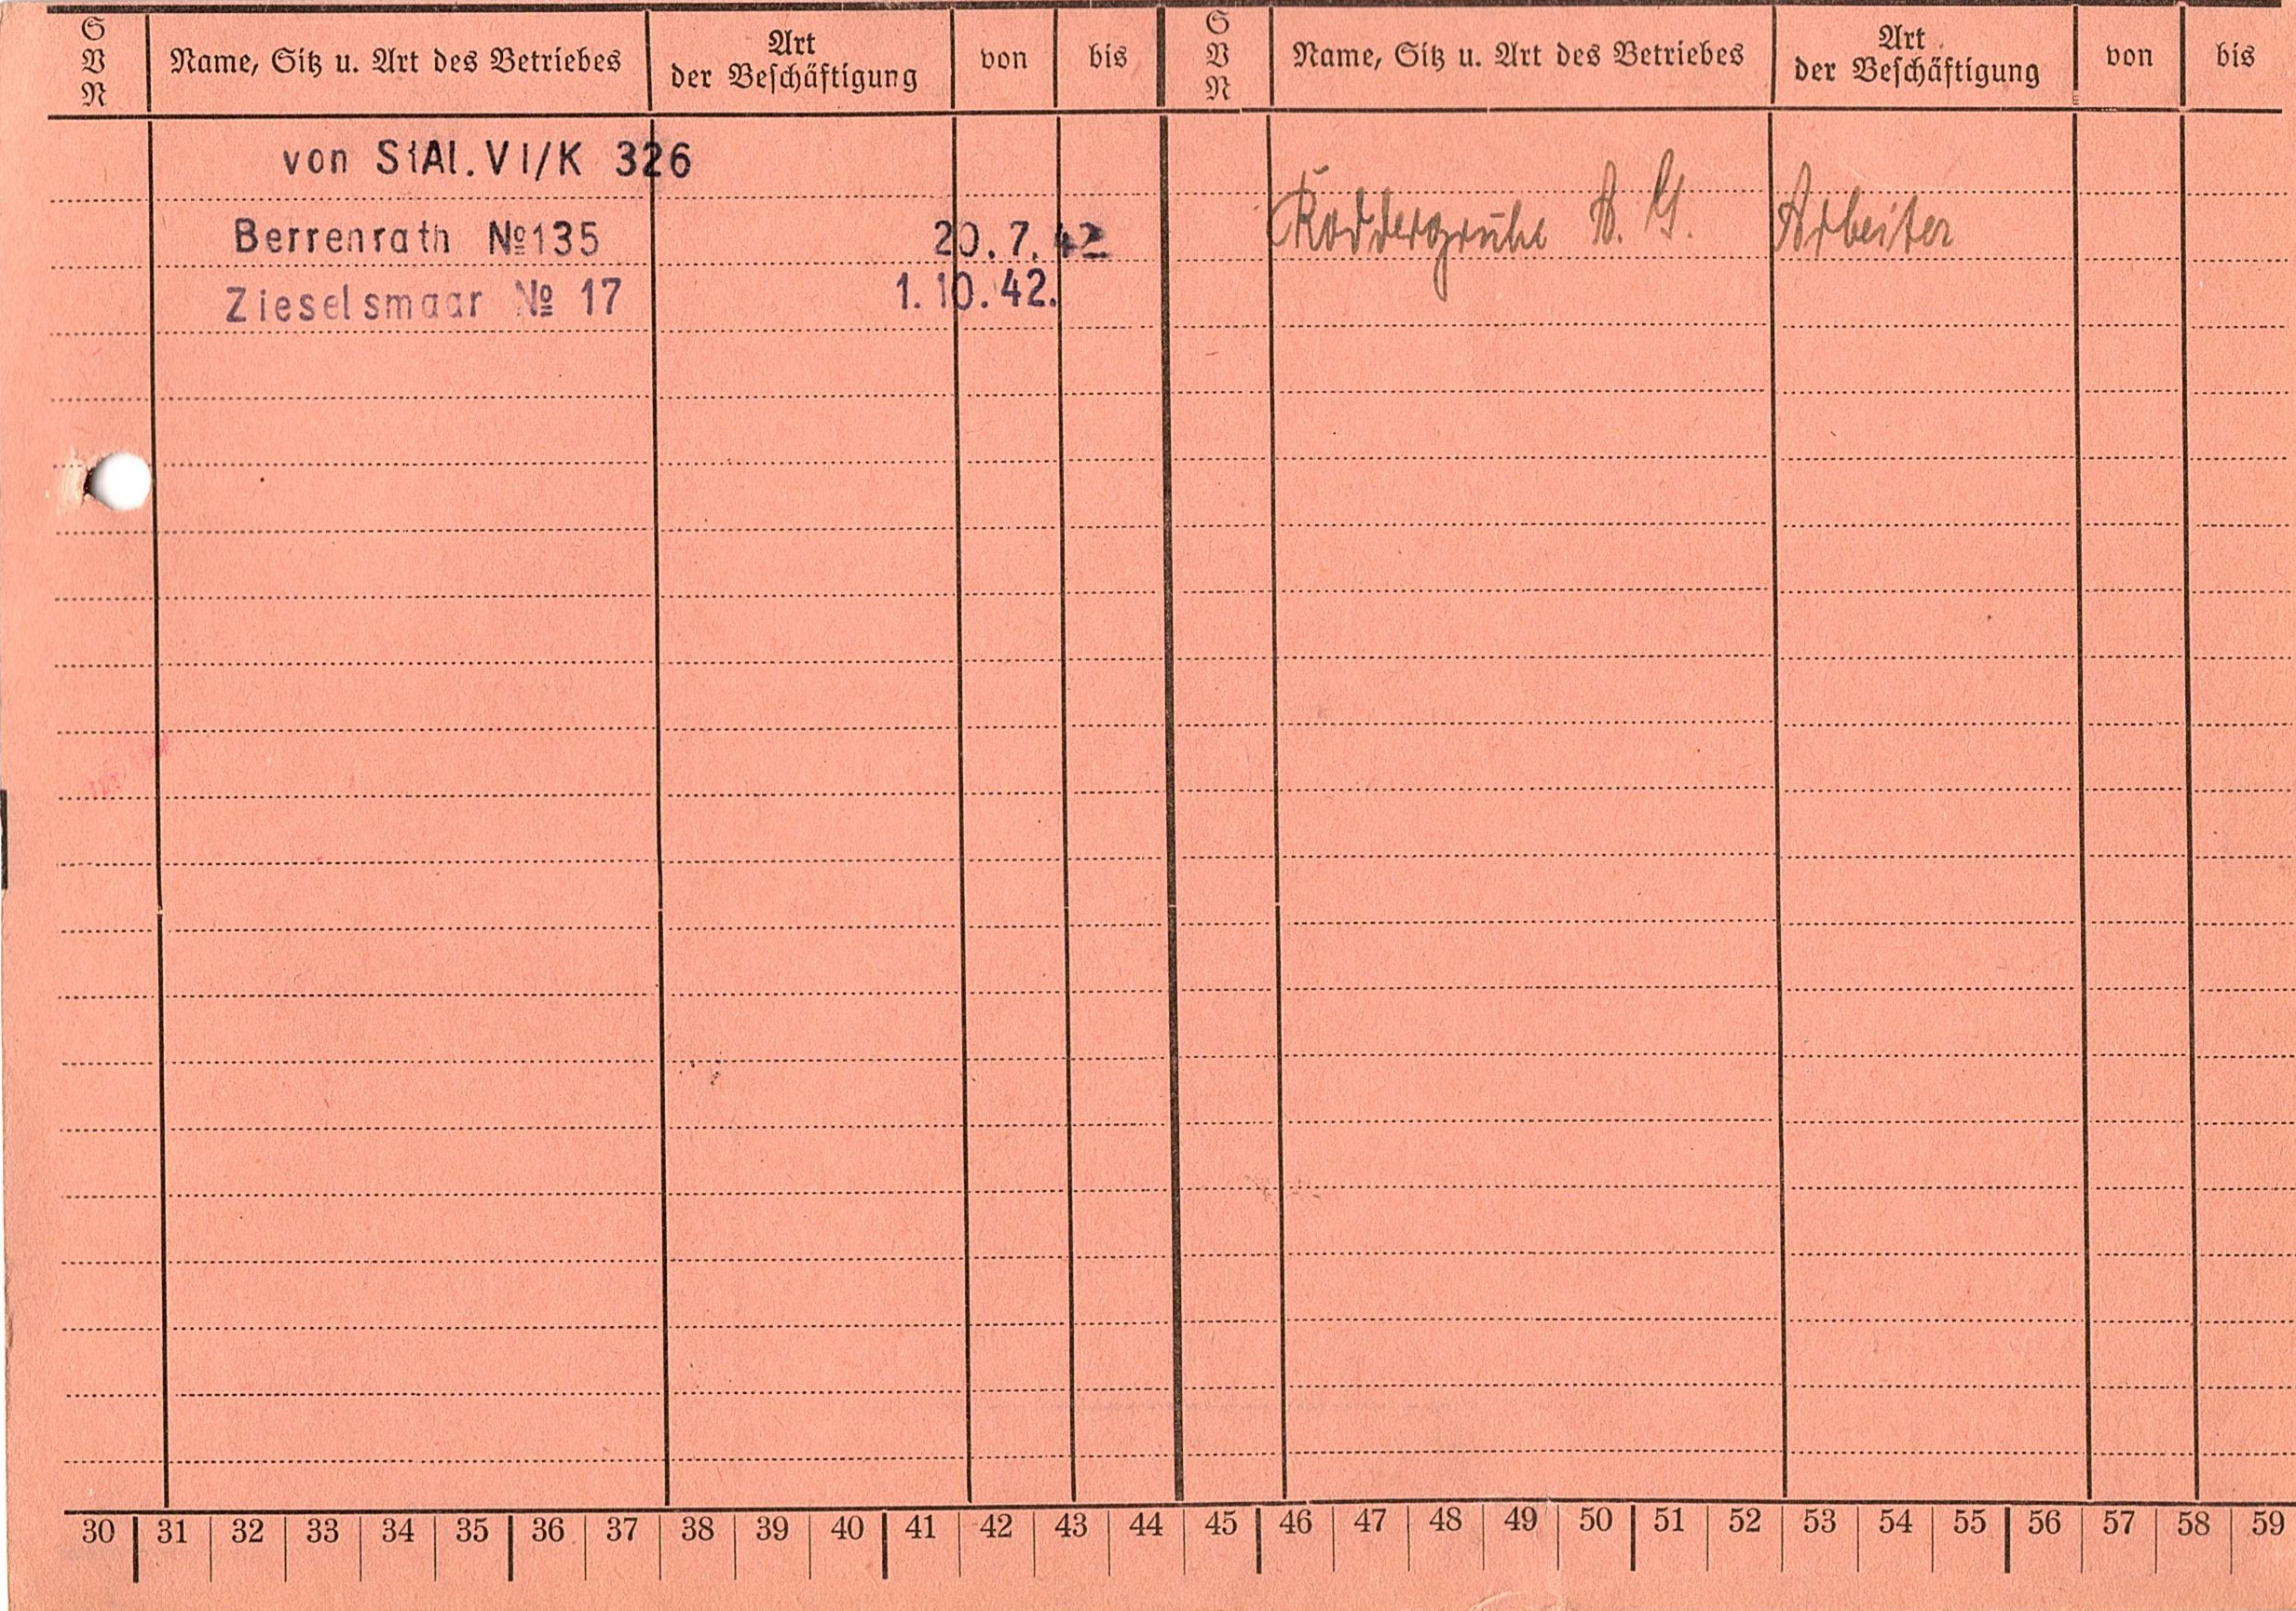 S V N Name, Sitz u. Art des Betriebes Art der Beschäftigung von bis S V N Name, Sitz u. Art des Betriebes Art der Beschäftigung von bis
von StAl. VI/K 326
Berrenrath № 135 20. 7. 42 Roddergrube A. G. Arbeiter
Zieselsmaar № 17 1. 10. 42.
30 31 32 33 34 35 36 37 38 39 40 41 42 43 44 45 46 47 48 49 50 51 52 53 54 55 56 57 58 59